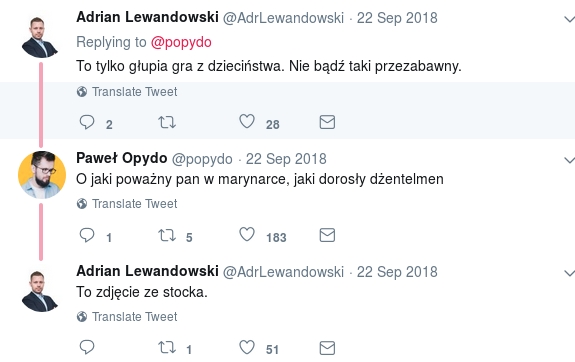 Adrian Lewandowski @AdrLewandowski · 22 Sep 2018
Replying to @popydo
To tylko głupia gra z dzieciństwa. Nie bądź taki przezabawny.
Translate Tweet
2 28
Paweł Opydo @popydo · 22 Sep 2018
O jaki poważny pan w marynarce, jaki dorosły dżentelmen
Translate Tweet
1 5 183
Adrian Lewandowski @AdrLewandowski · 22 Sep 2018
To zdjęcie ze stocka.
Translate Tweet
1 51